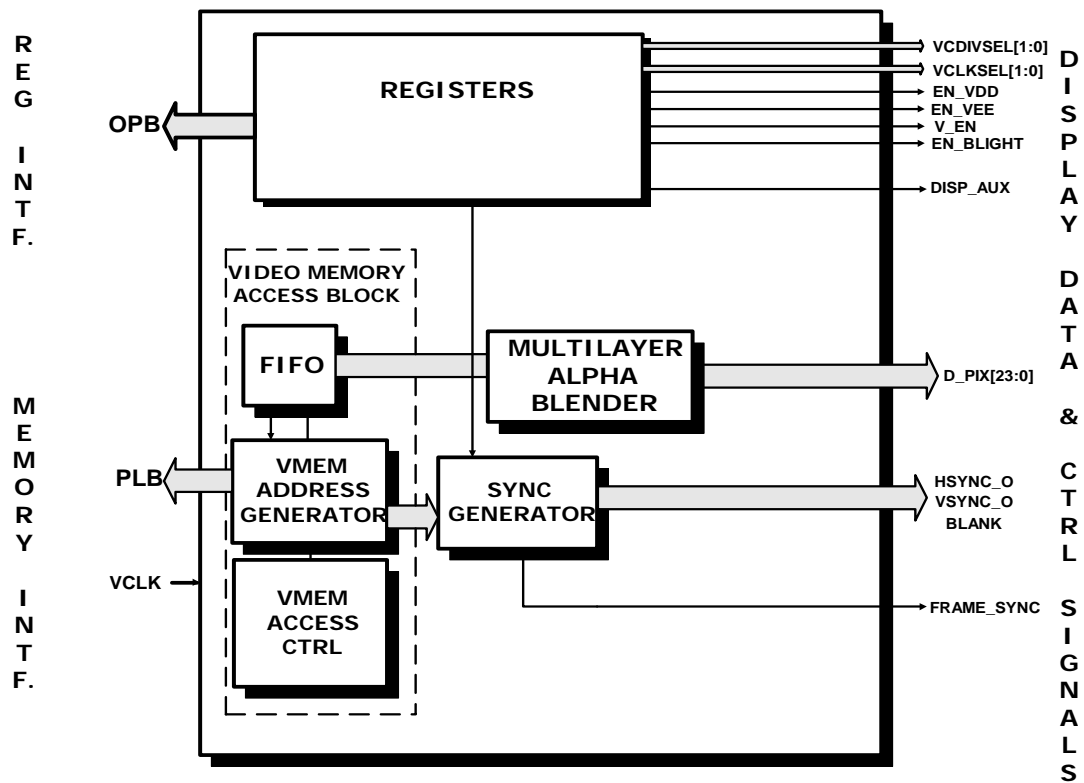 REG INTF.
MEMORY INTF.
OPB
PLB
VCLK
REGISTERS
VIDEO MEMORY
ACCESS BLOCK
FIFO
VMEM
ADDRESS
GENERATOR
VMEM
ACCESS
CTRL
MULTILAYER
ALPHA
BLENDER
SYNC
GENERATOR
VCDIVSEL[1:0]
VCLKSEL[1:0]
EN_VDD
EN_VEE
V_EN
EN_BLIGHT
DISP_AUX
D_PIX[23:0]
HSYNC_O
VSYNC_O
BLANK
FRAME_SYNC
DISPLAY DATA & CTRL SIGNALS